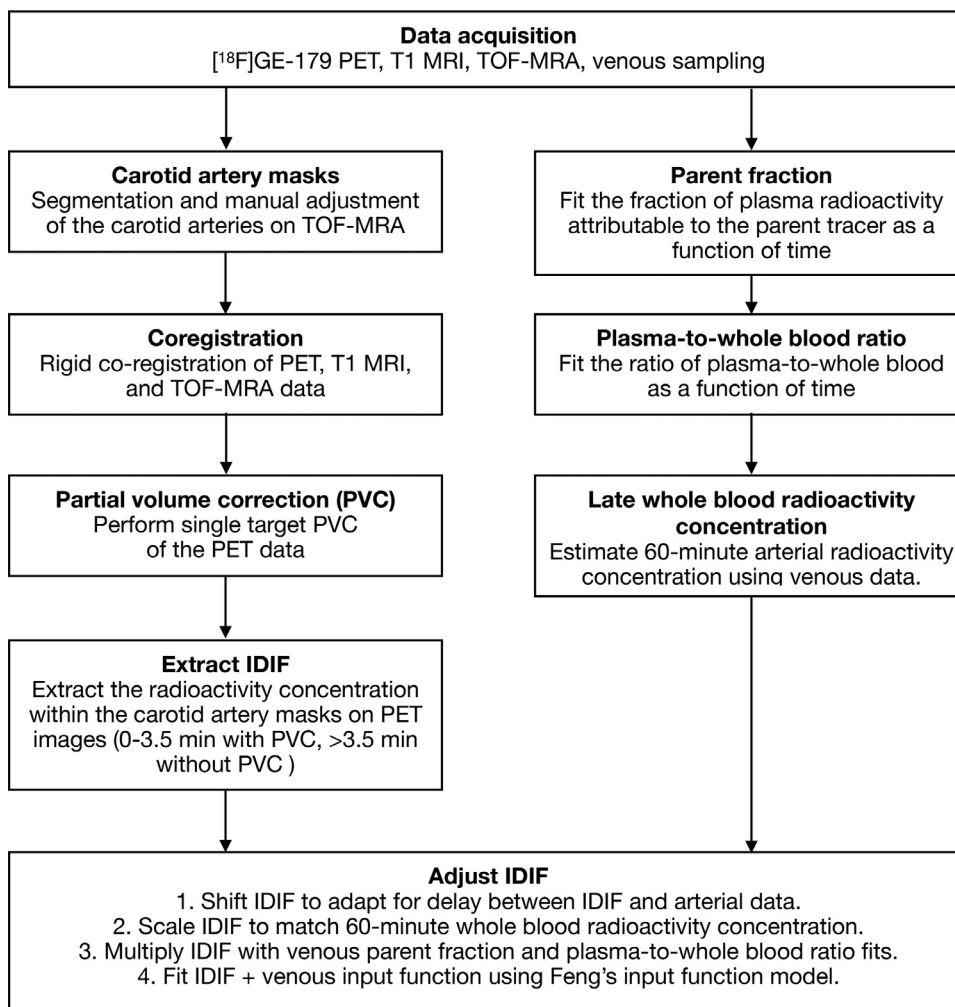 Data acquisition
[¹⁸F]GE-179 PET, T1 MRI, TOF-MRA, venous sampling
Carotid artery masks
Segmentation and manual adjustment
of the carotid arteries on TOF-MRA
Coregistration
Rigid co-registration of PET, T1 MRI,
and TOF-MRA data
Partial volume correction (PVC)
Perform single target PVC
of the PET data
Extract IDIF
Extract the radioactivity concentration
within the carotid artery masks on PET
images (0-3.5 min with PVC, >3.5 min
without PVC )
Parent fraction
Fit the fraction of plasma radioactivity
attributable to the parent tracer as a
function of time
Plasma-to-whole blood ratio
Fit the ratio of plasma-to-whole blood
as a function of time
Late whole blood radioactivity
concentration
Estimate 60-minute arterial radioactivity
concentration using venous data.
Adjust IDIF
1. Shift IDIF to adapt for delay between IDIF and arterial data.
2. Scale IDIF to match 60-minute whole blood radioactivity concentration.
3. Multiply IDIF with venous parent fraction and plasma-to-whole blood ratio fits.
4. Fit IDIF + venous input function using Feng's input function model.